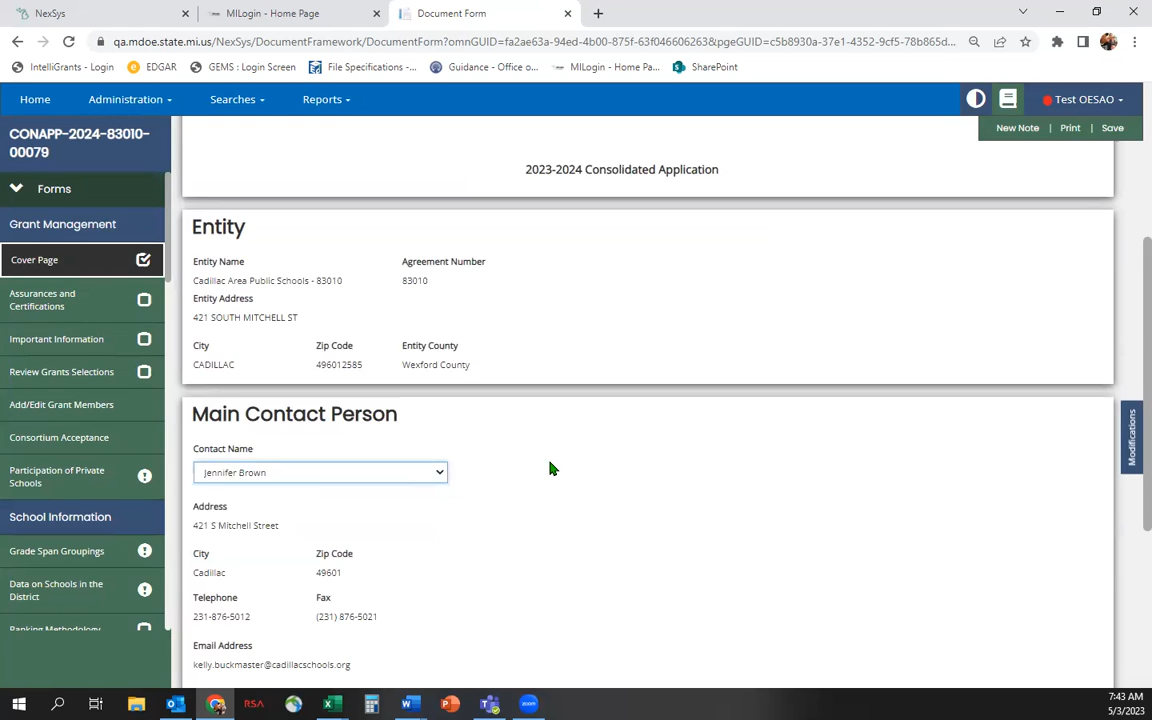 NexSys
MILogin - Home Page
Document Form
qa.mdoe.state.mi.us/NexSys/DocumentFramework/DocumentForm?omnGUID=fa2ae63a-94ed-4b00-875f-63f046606263&pgeGUID=c5b8930a-37e1-4352-9cf5-78b865d...
IntelliGrants - Login
EDGAR
GEMS : Login Screen
File Specifications -...
Guidance - Office o...
MILogin - Home Pa...
SharePoint
Home
Administration
Searches
Reports
Test OESAO
CONAPP-2024-83010-
00079
New Note | Print | Save
Forms
Grant Management
Cover Page
Assurances and
Certifications
Important Information
Review Grants Selections
Add/Edit Grant Members
Consortium Acceptance
Participation of Private
Schools
School Information
Grade Span Groupings
Data on Schools in the
District
Ranking Methodology
2023-2024 Consolidated Application
Entity
Entity Name
Agreement Number
Cadillac Area Public Schools - 83010
83010
Entity Address
421 SOUTH MITCHELL ST
City
Zip Code
Entity County
CADILLAC
496012585
Wexford County
Main Contact Person
Contact Name
Jennifer Brown
Address
421 S Mitchell Street
City
Zip Code
Cadillac
49601
Telephone
Fax
231-876-5012
(231) 876-5021
Email Address
kelly.buckmaster@cadillacschools.org
Modifications
RSA
zoom
7:43 AM
5/3/2023